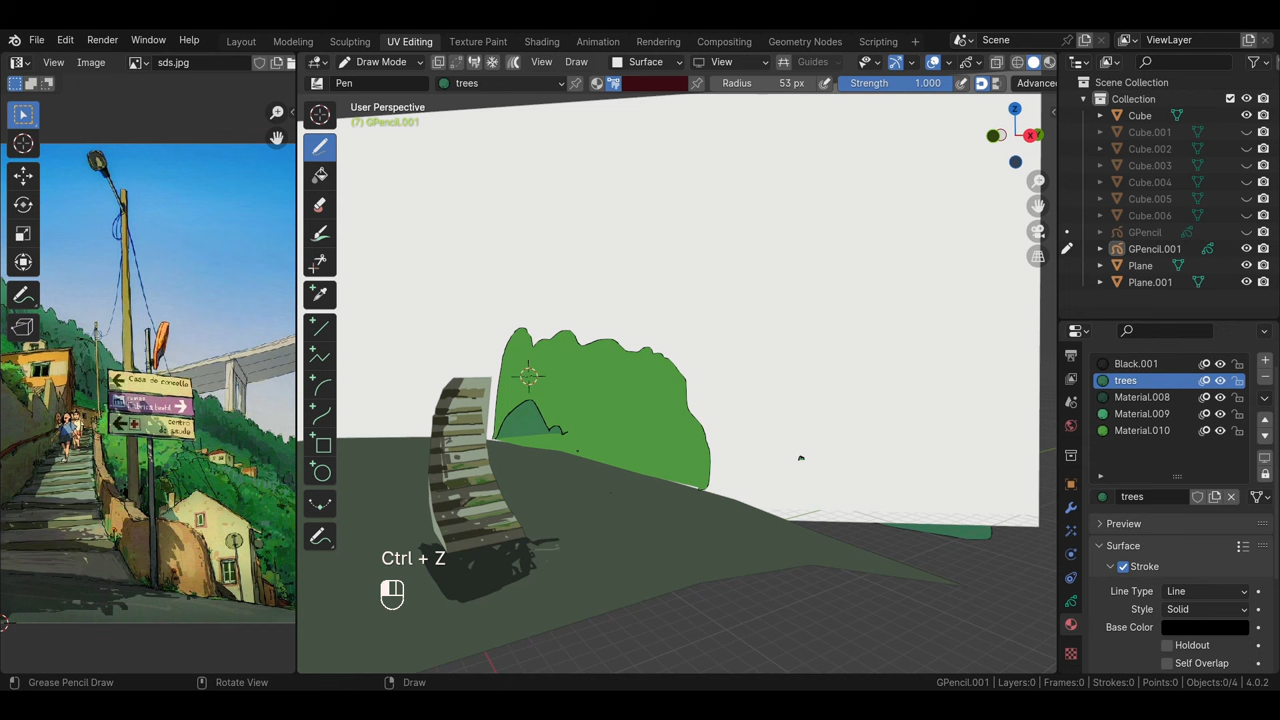 File Edit Render Window Help
Layout Modeling Sculpting UV Editing Texture Paint Shading Animation Rendering Compositing Geometry Nodes Scripting
Scene ViewLayer
View Image sds.jpg
Draw Mode View Draw Surface View Guides
Pen trees Radius 53 px Strength 1.000 Advanced
User Perspective
(7) GPencil.001
Z
X
Y
Scene Collection
Collection
Cube
Cube.001
Cube.002
Cube.003
Cube.004
Cube.005
Cube.006
GPencil
GPencil.001
Plane
Plane.001
Casa do concello
Fábrica textil
centro
de saude
Ctrl + Z
Black.001
trees
Material.008
Material.009
Material.010
trees
Preview
Surface
Stroke
Line Type Line
Style Solid
Base Color
Holdout
Self Overlap
Grease Pencil Draw Rotate View Draw GPencil.001 Layers:0 | Frames:0 | Strokes:0 | Points:0 | Objects:0/4 | 4.0.2